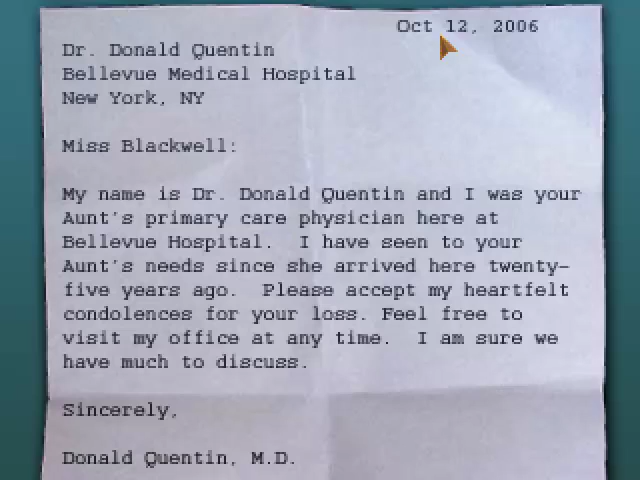 Oct 12, 2006
Dr. Donald Quentin
Bellevue Medical Hospital
New York, NY
Miss Blackwell:
My name is Dr. Donald Quentin and I was your
Aunt's primary care physician here at
Bellevue Hospital.  I have seen to your
Aunt's needs since she arrived here twenty-
five years ago.  Please accept my heartfelt
condolences for your loss. Feel free to
visit my office at any time.  I am sure we
have much to discuss.
Sincerely,
Donald Quentin, M.D.